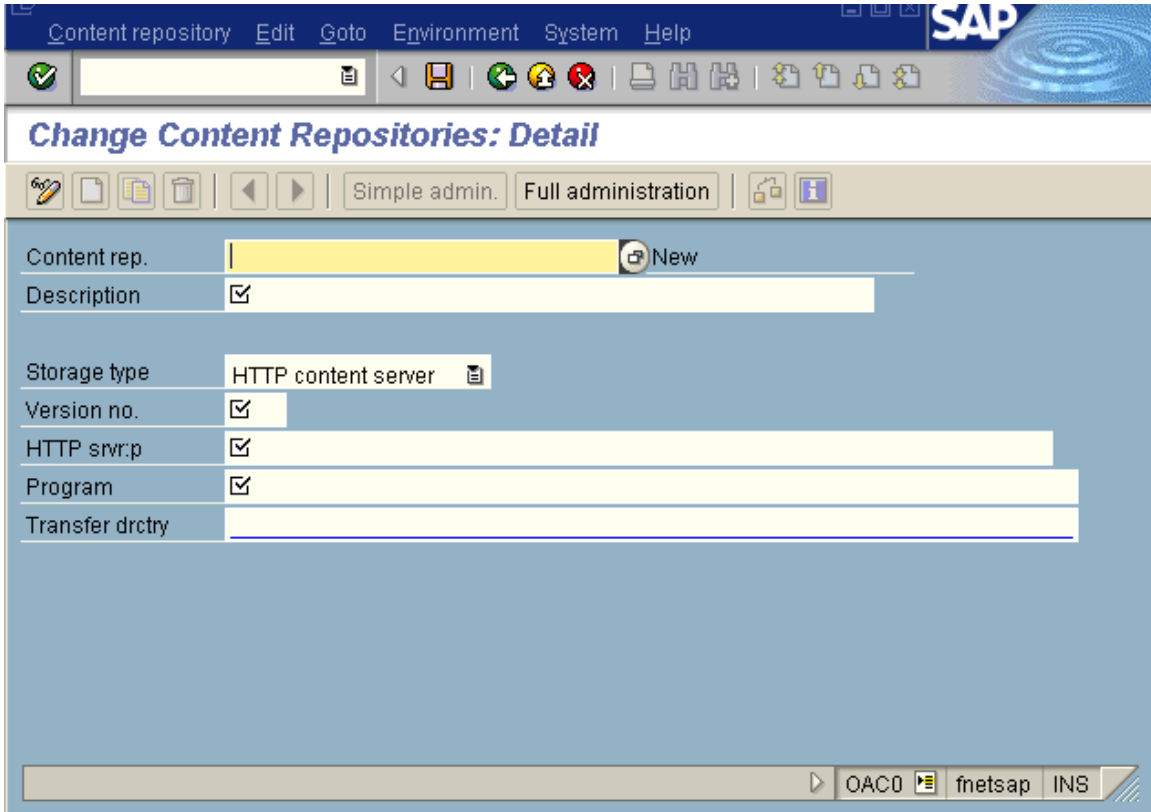 Content repository Edit Goto Environment System Help
SAP
Change Content Repositories: Detail
Simple admin. Full administration
Content rep. New
Description
Storage type HTTP content server
Version no.
HTTP srvr:p
Program
Transfer drctry
OAC0 fnetsap INS